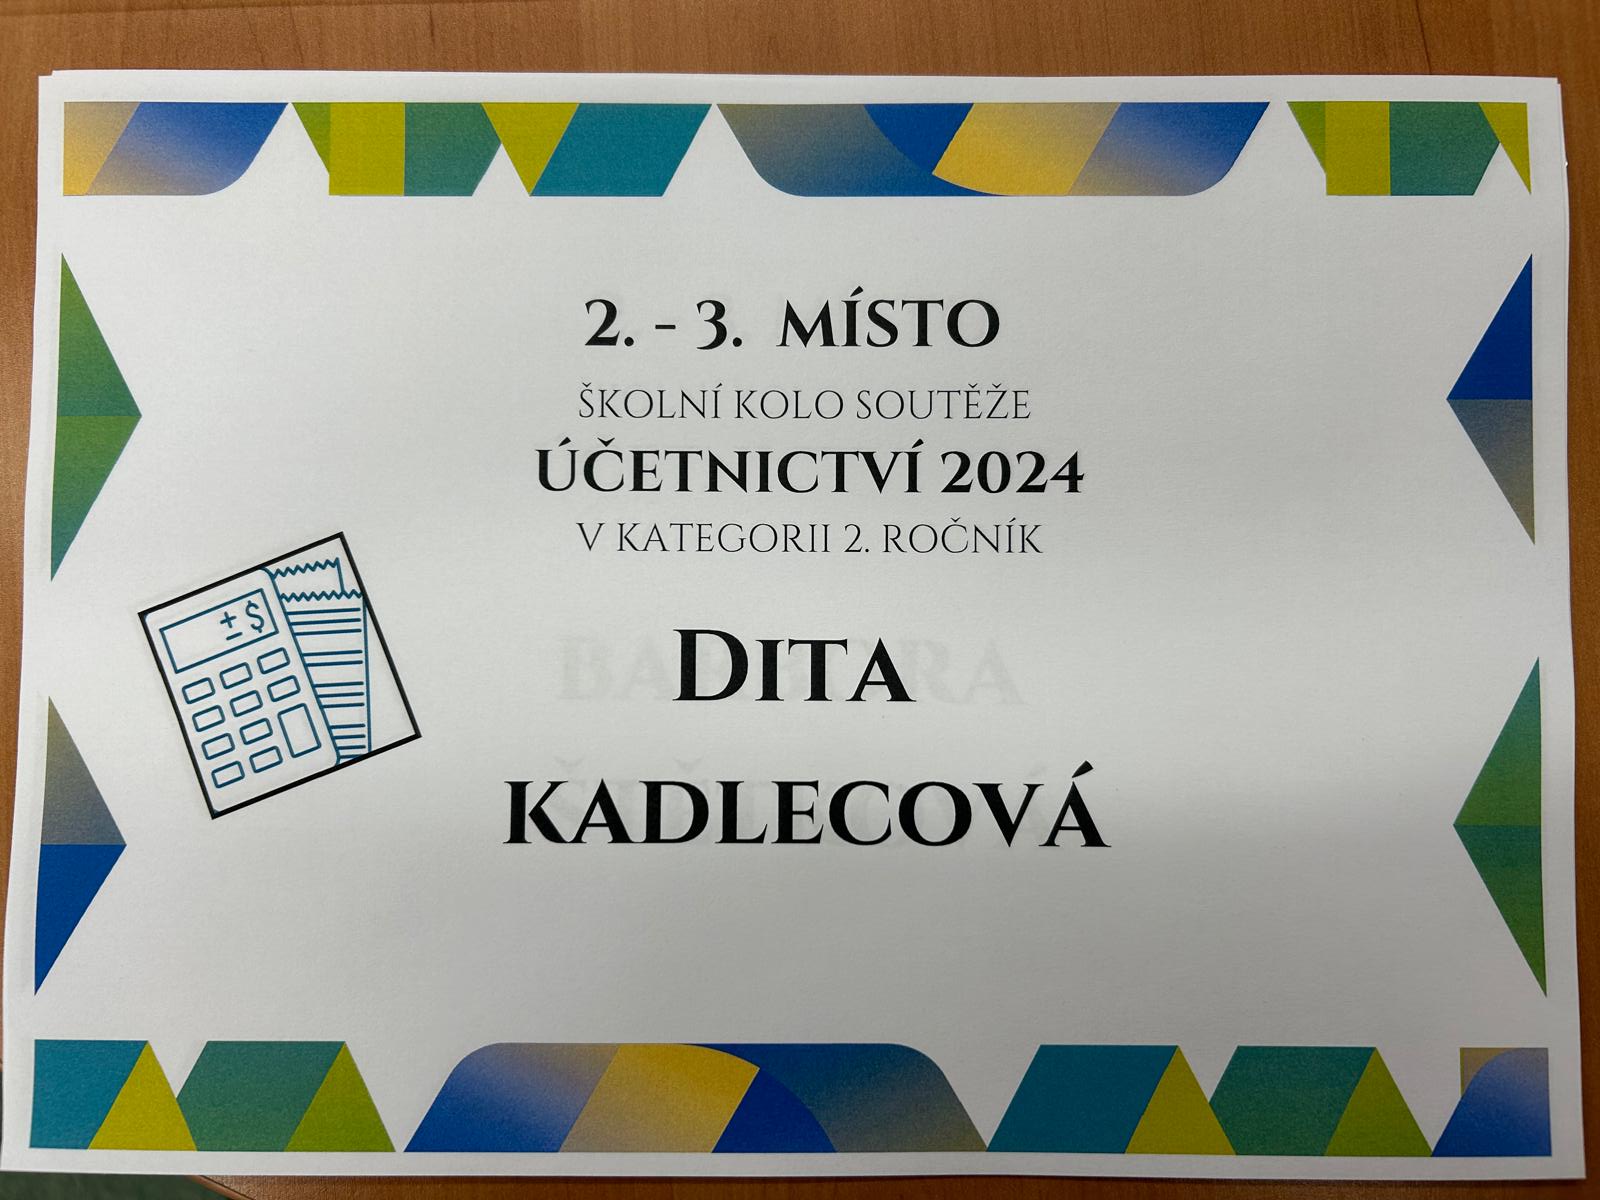 2. - 3. MÍSTO
ŠKOLNÍ KOLO SOUTĚŽE
ÚČETNICTVÍ 2024
V KATEGORII 2. ROČNÍK
± $
DITA
KADLECOVÁ